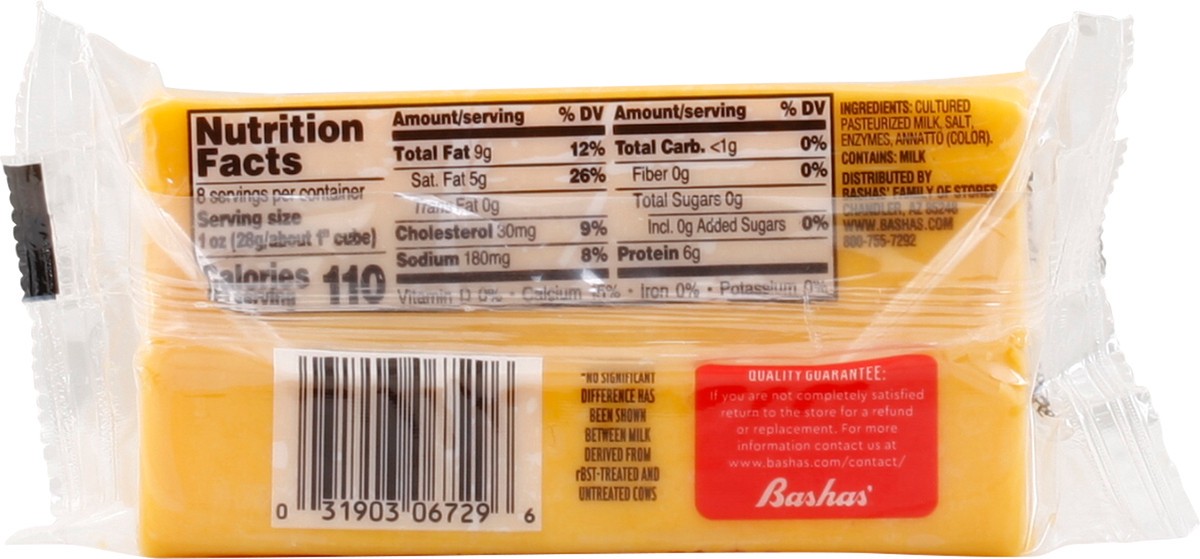 Nutrition
Facts
8 servings per container
Serving size
1 oz (28g/about 1" cube)
Calories
per serving
110
Amount/serving % DV
Total Fat 9g 12%
Sat. Fat 5g 26%
Trans Fat 0g
Cholesterol 30mg 9%
Sodium 180mg 8%
Amount/serving % DV
Total Carb. <1g 0%
Fiber 0g 0%
Total Sugars 0g
Incl. 0g Added Sugars 0%
Protein 6g
Vitamin D 0% • Calcium • Iron 0% • Potassium 0%
INGREDIENTS: CULTURED
PASTEURIZED MILK, SALT,
ENZYMES, ANNATTO (COLOR).
CONTAINS: MILK
DISTRIBUTED BY
BASHAS' FAMILY OF STORES
CHANDLER, AZ 85248
WWW.BASHAS.COM
800-755-7292
0 31903 06729 6
*NO SIGNIFICANT
DIFFERENCE HAS
BEEN SHOWN
BETWEEN MILK
DERIVED FROM
rBST-TREATED AND
UNTREATED COWS
QUALITY GUARANTEE:
If you are not completely satisfied
return to the store for a refund
or replacement. For more
information contact us at
www.bashas.com/contact/
Bashas'